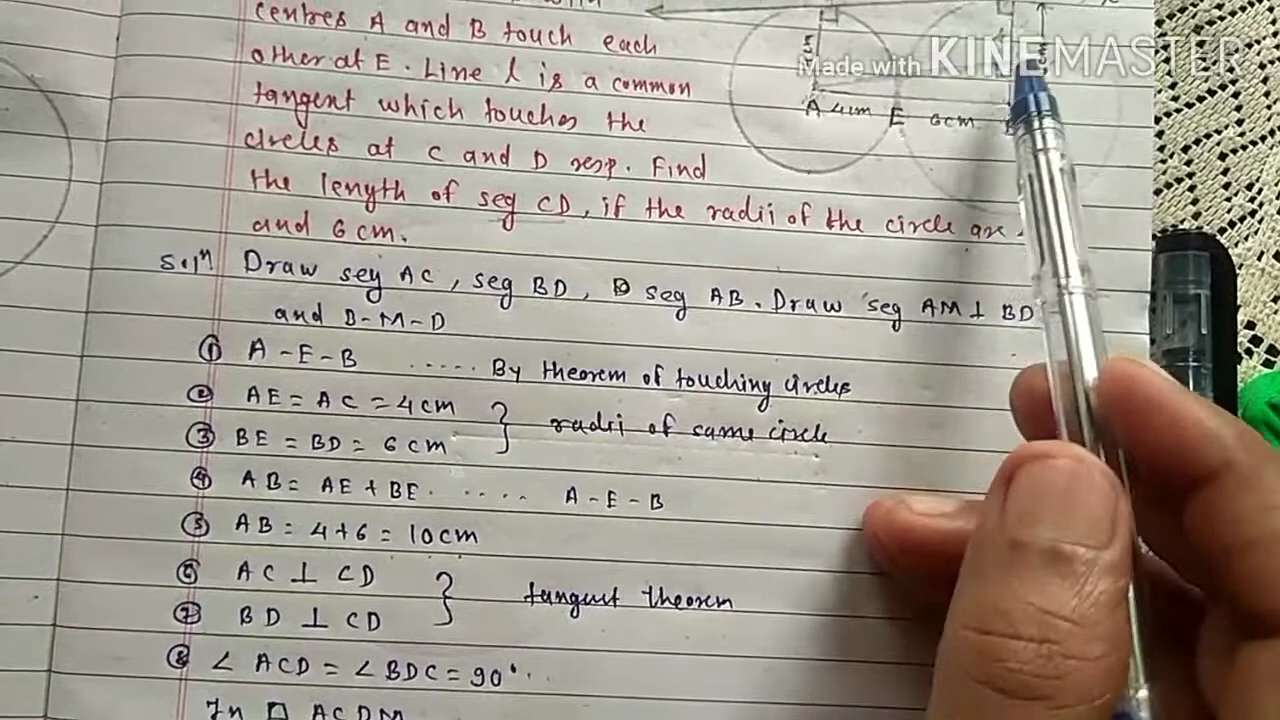 centres A and B touch each
other at E. Line l is a common
tangent which touches the
circles at C and D resp. Find
the length of seg CD, if the radii of the circle are
and 6 cm.
Solⁿ Draw seg AC, seg BD, seg AB. Draw seg AM ⊥ BD
and B-M-D
① A-E-B ..... By theorem of touching circles
② AE = AC = 4 cm } radii of same circle
③ BE = BD = 6 cm
④ AB = AE + BE. .... A-E-B
⑤ AB = 4+6 = 10 cm
⑥ AC ⊥ CD } tangent theorem
⑦ BD ⊥ CD
⑧ ∠ ACD = ∠ BDC = 90°..
In □ ACDM
Made with KINEMASTER
A 4cm E 6cm